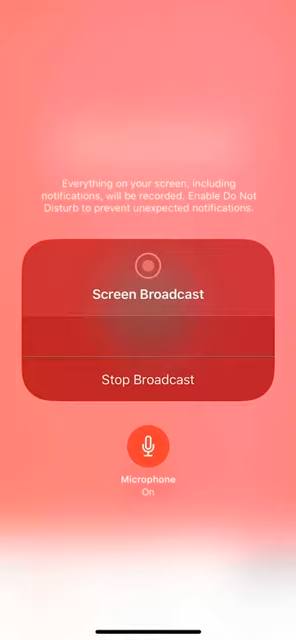 Everything on your screen, including
notifications, will be recorded. Enable Do Not
Disturb to prevent unexpected notifications.
Screen Broadcast
Stop Broadcast
Microphone
On